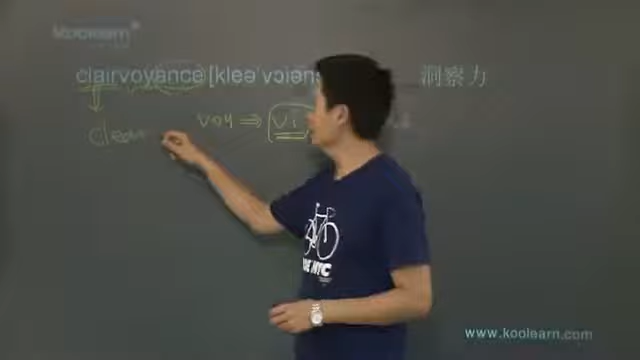 koolearn
clairvoyance [kleə'vɔiəns 洞察力
voy ⇒ vi
clear
NYC
www.koolearn.com